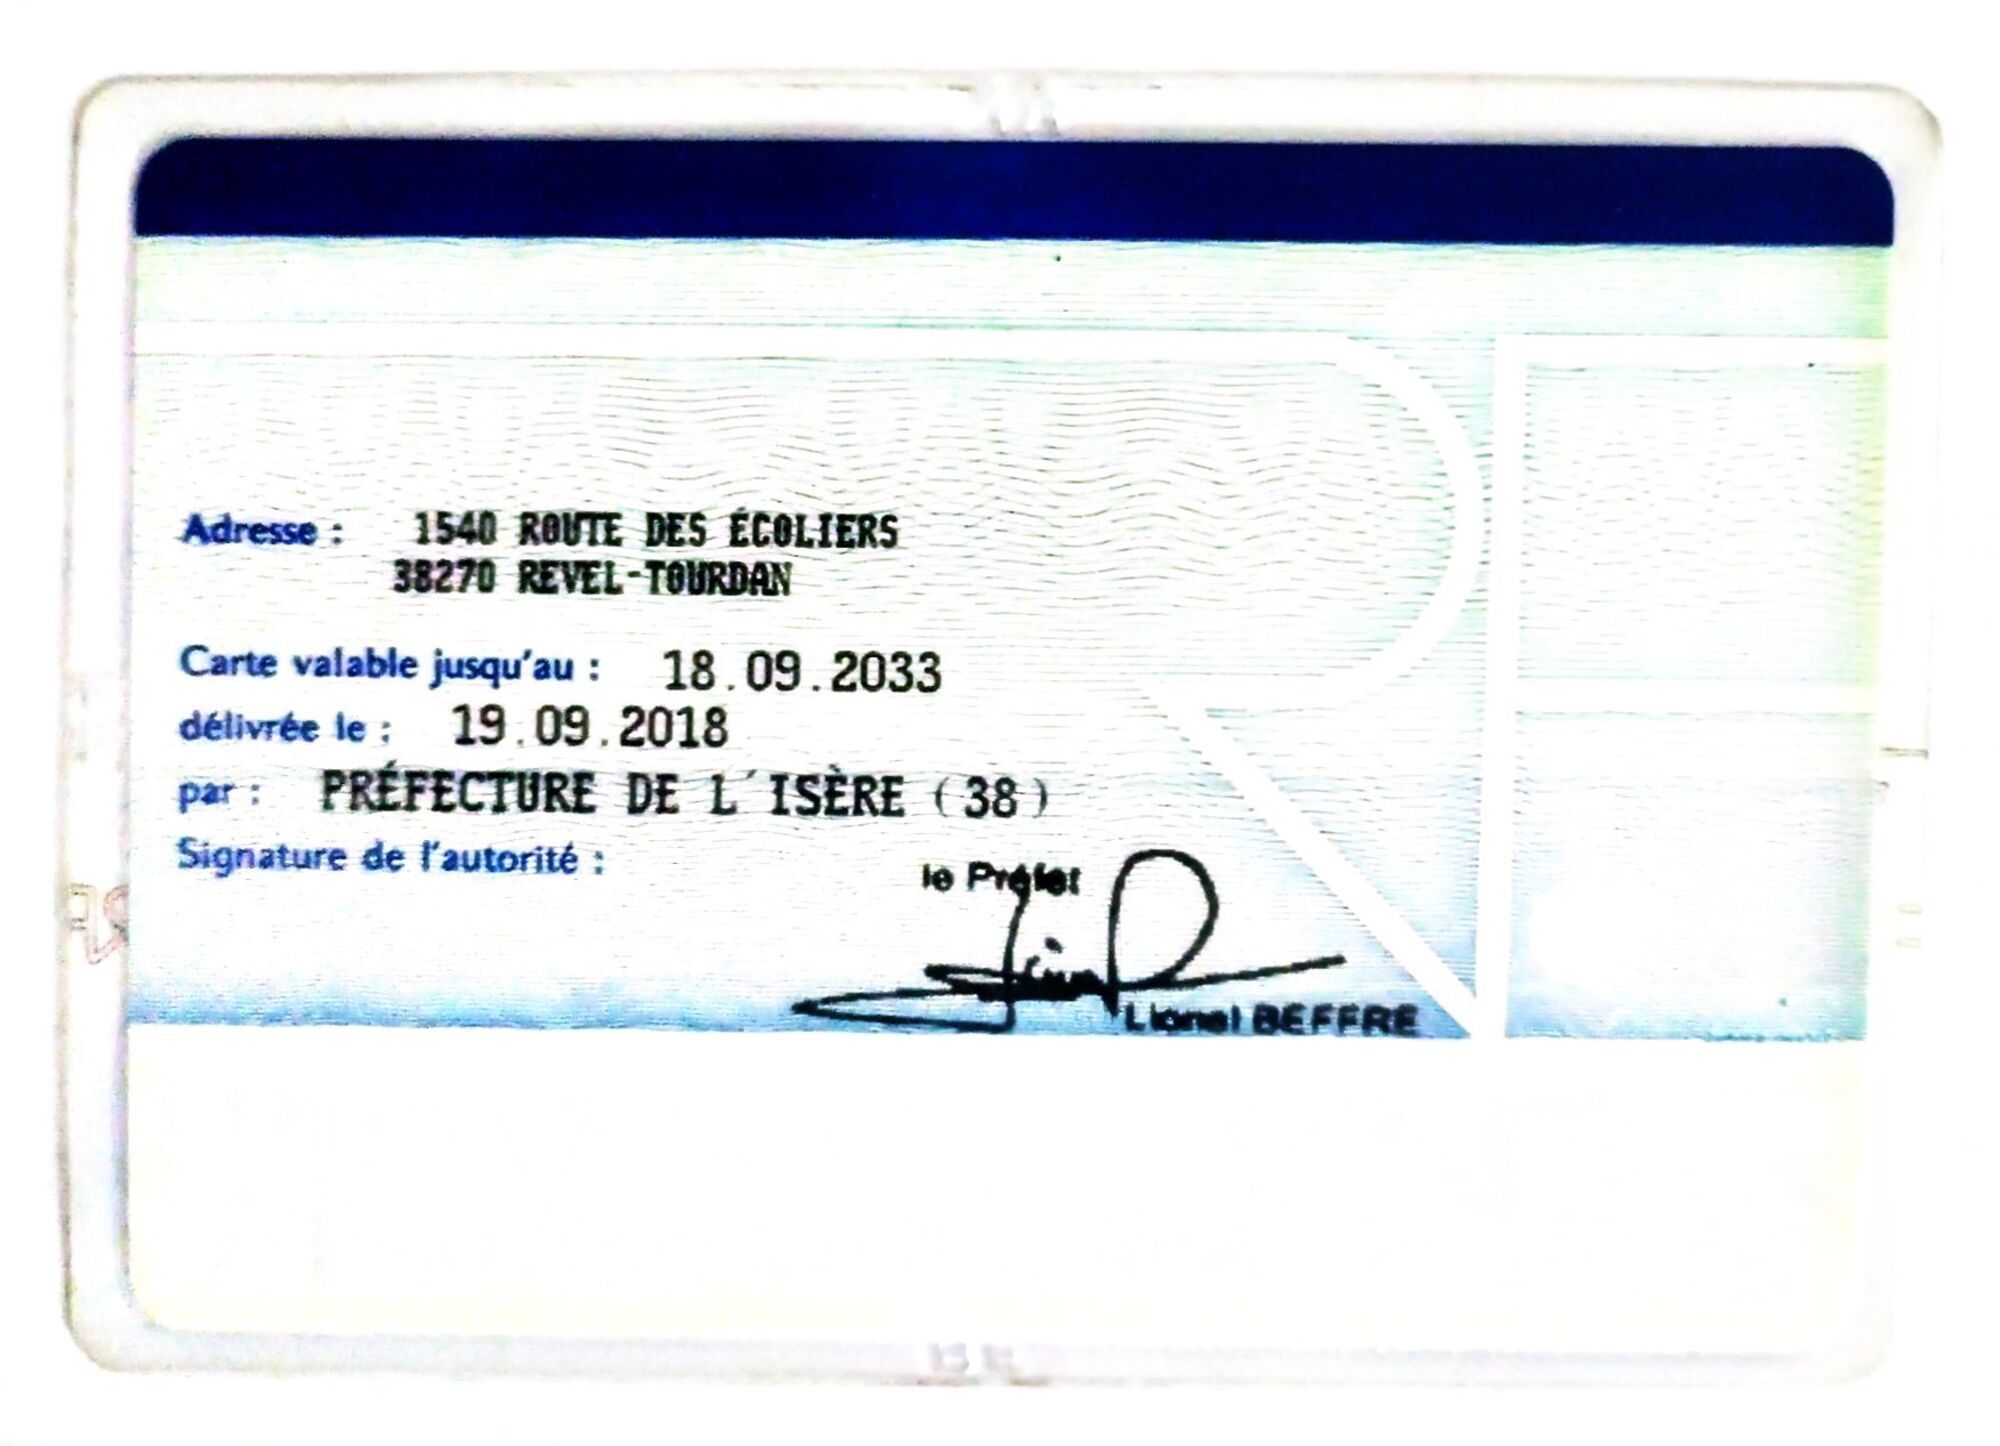 Adresse : 1540 ROUTE DES ÉCOLIERS
38270 REVEL-TOURDAN
Carte valable jusqu'au : 18.09.2033
délivrée le : 19.09.2018
par : PRÉFECTURE DE L'ISÈRE (38)
Signature de l'autorité :
le Préfet
Lionel BEFFRE